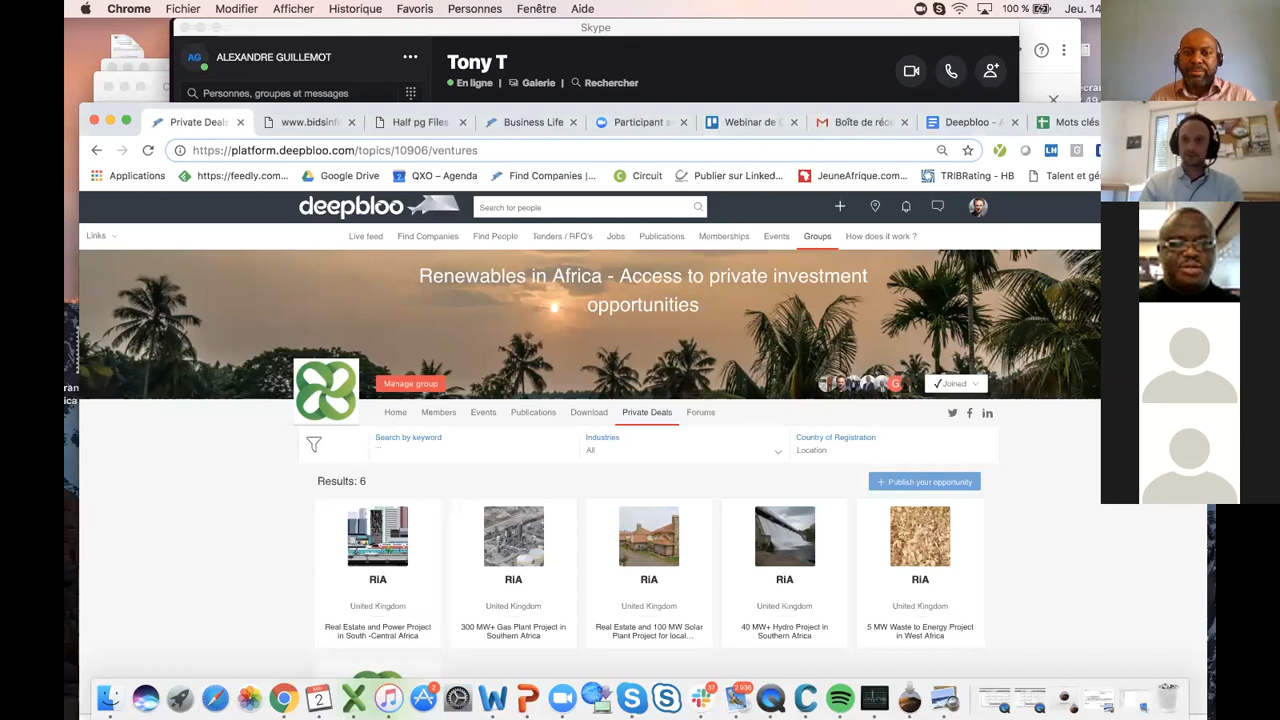 Chrome Fichier Modifier Afficher Historique Favoris Personnes Fenêtre Aide 100 % Jeu. 14
Skype
AG ALEXANDRE GUILLEMOT
Tony T
En ligne | Galerie | Rechercher
Personnes, groupes et messages
Private Deals www.bidsinfo Half pg Files Business Life Participant s Webinar de Boîte de réc Deepbloo - A Mots clés
https://platform.deepbloo.com/topics/10906/ventures
Applications https://feedly.com... Google Drive QXO – Agenda Find Companies |... Circuit Publier sur Linked... JeuneAfrique.com TRIBRating - HB Talent et gé
deepbloo Search for people
Links Live feed Find Companies Find People Tenders / RFQ's Jobs Publications Memberships Events Groups How does it work ?
Renewables in Africa - Access to private investment
opportunities
Manage group G Joined
Home Members Events Publications Download Private Deals Forums
Search by keyword Industries Country of Registration
... All Location
Results: 6 + Publish your opportunity
RiA RiA RiA RiA RiA
United Kingdom United Kingdom United Kingdom United Kingdom United Kingdom
Real Estate and Power Project 300 MW+ Gas Plant Project in Real Estate and 100 MW Solar 40 MW+ Hydro Project in 5 MW Waste to Energy Project
in South -Central Africa Southern Africa Plant Project for local... Southern Africa in West Africa